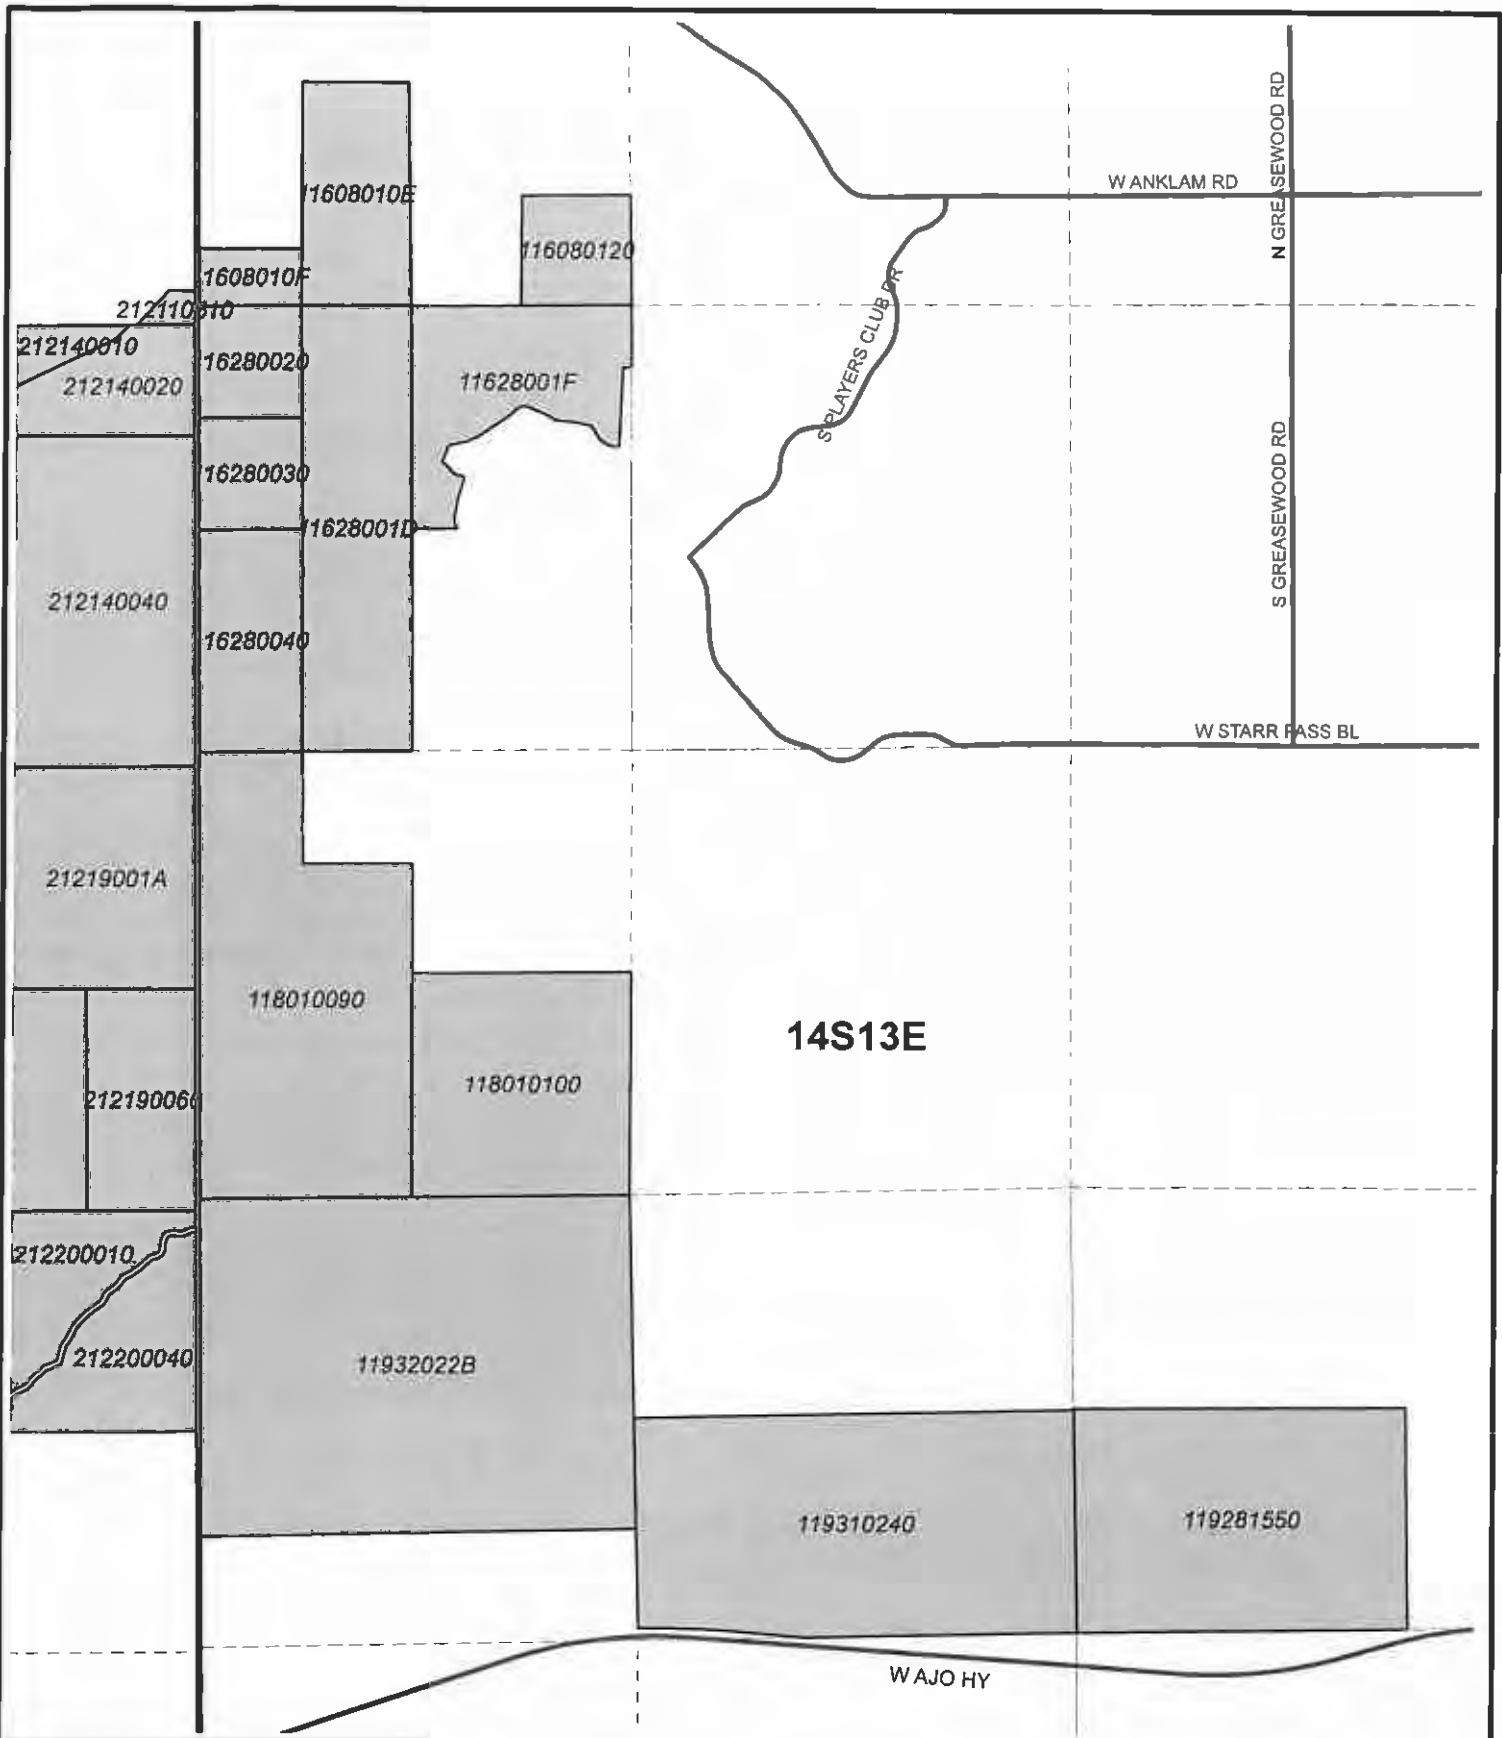 W ANKLAM RD
N GREASEWOOD RD
11608010E
116080120
1608010F
212110310
212140010
16280020
212140020
11628001F
S PLAYERS CLUB DR
16280030
11628001D
S GREASEWOOD RD
212140040
16280040
W STARR PASS BL
21219001A
118010090
14S13E
118010100
21219006
212200010
212200040
11932022B
119310240
119281550
W AJO HY